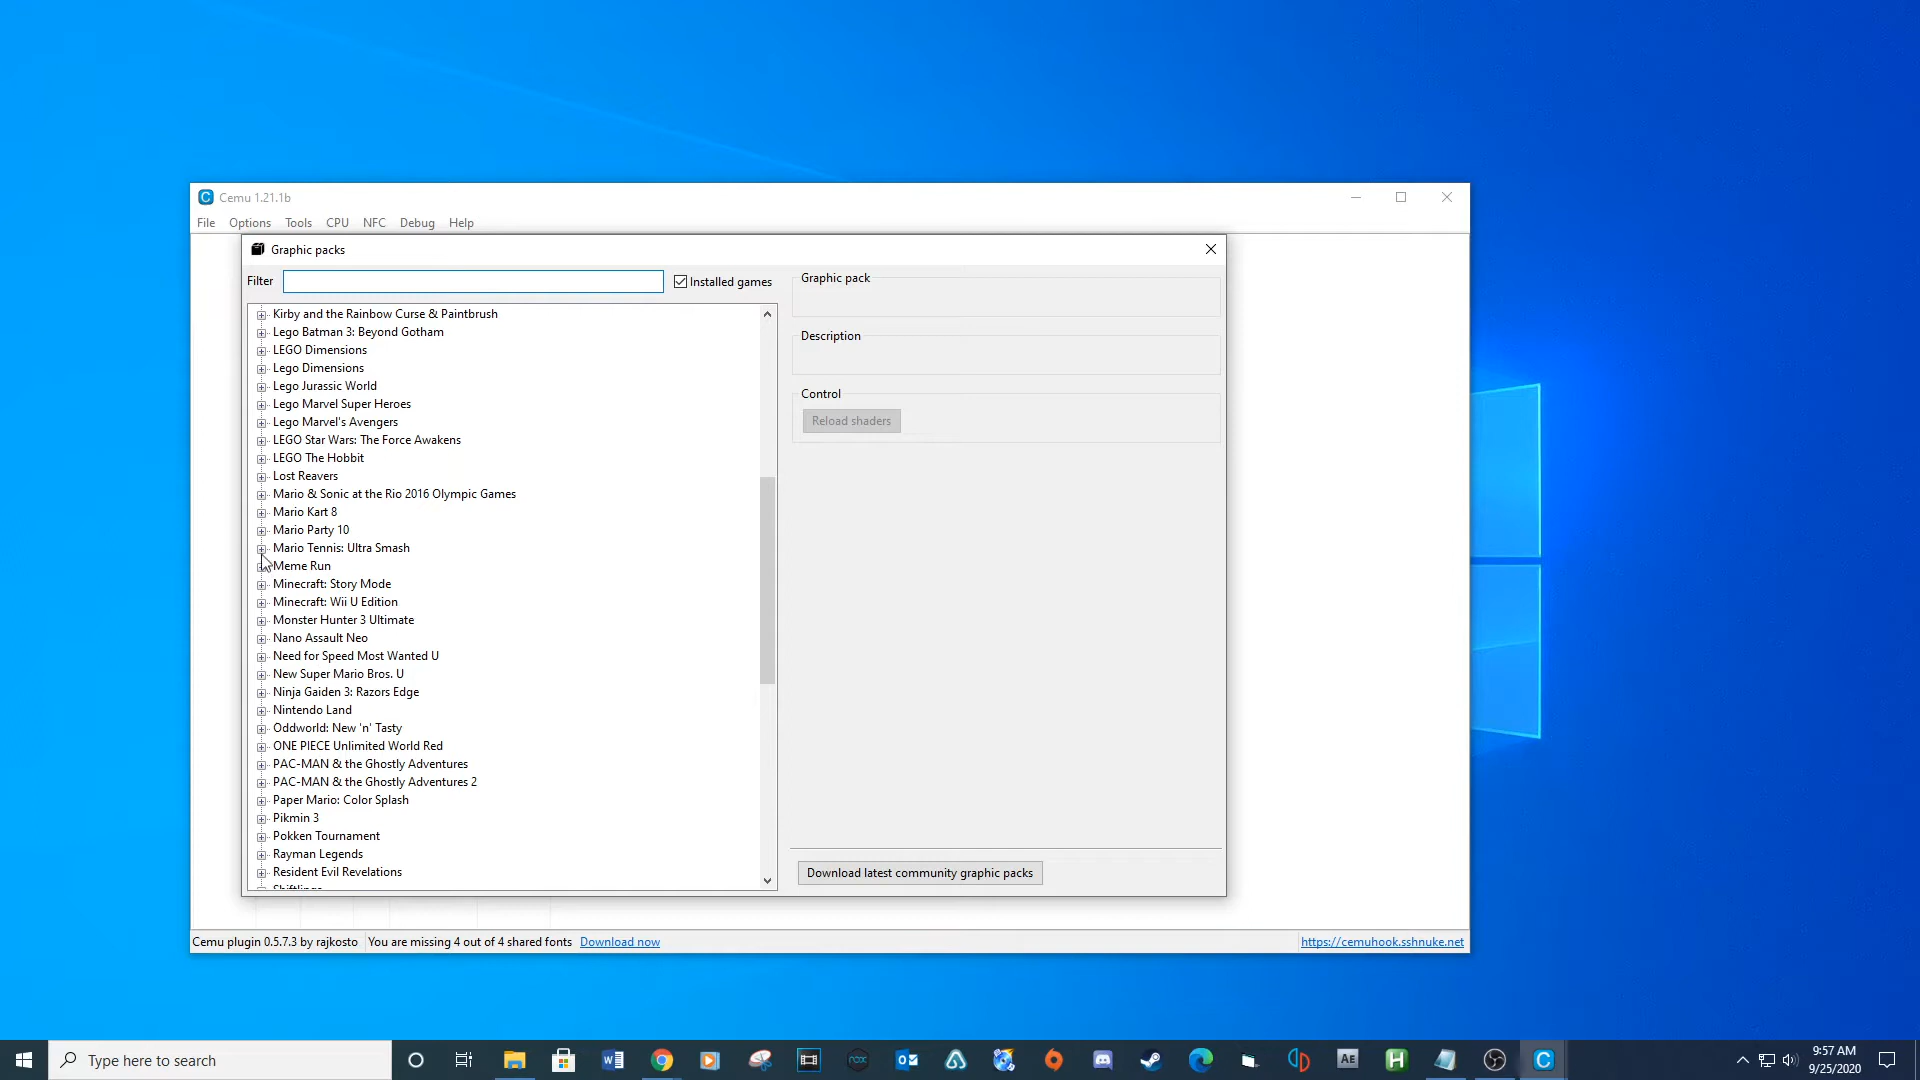 Cemu 1.21.1b
File Options Tools CPU NFC Debug Help
Graphic packs
Filter
Installed games
Kirby and the Rainbow Curse & Paintbrush
Lego Batman 3: Beyond Gotham
LEGO Dimensions
Lego Dimensions
Lego Jurassic World
Lego Marvel Super Heroes
Lego Marvel's Avengers
LEGO Star Wars: The Force Awakens
LEGO The Hobbit
Lost Reavers
Mario & Sonic at the Rio 2016 Olympic Games
Mario Kart 8
Mario Party 10
Mario Tennis: Ultra Smash
Meme Run
Minecraft: Story Mode
Minecraft: Wii U Edition
Monster Hunter 3 Ultimate
Nano Assault Neo
Need for Speed Most Wanted U
New Super Mario Bros. U
Ninja Gaiden 3: Razors Edge
Nintendo Land
Oddworld: New 'n' Tasty
ONE PIECE Unlimited World Red
PAC-MAN & the Ghostly Adventures
PAC-MAN & the Ghostly Adventures 2
Paper Mario: Color Splash
Pikmin 3
Pokken Tournament
Rayman Legends
Resident Evil Revelations
Shiftlings
Graphic pack
Description
Control
Reload shaders
Download latest community graphic packs
Cemu plugin 0.5.7.3 by rajkosto You are missing 4 out of 4 shared fonts Download now
https://cemuhook.sshnuke.net
Type here to search
nox
AE
9:57 AM
9/25/2020